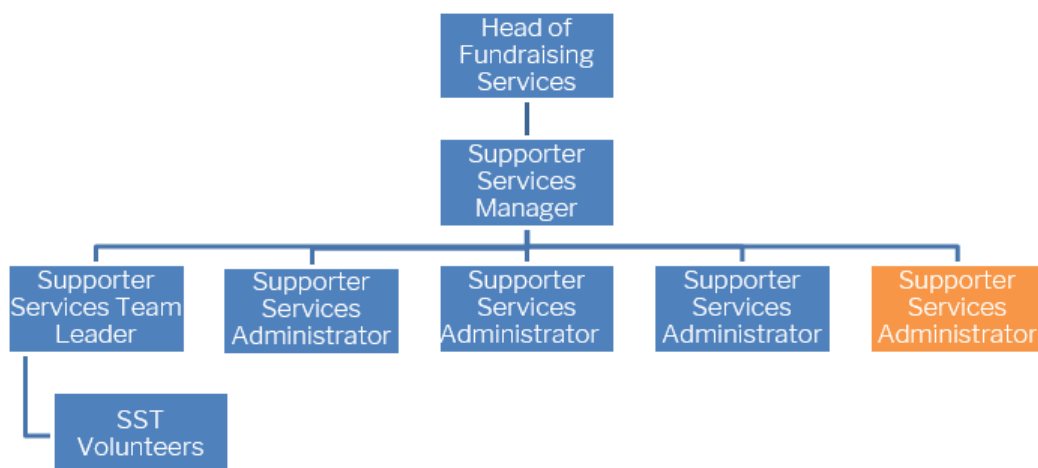 Head of
Fundraising
Services
Supporter
Services
Manager
Supporter
Services Team
Leader
Supporter
Services
Administrator
Supporter
Services
Administrator
Supporter
Services
Administrator
Supporter
Services
Administrator
SST
Volunteers